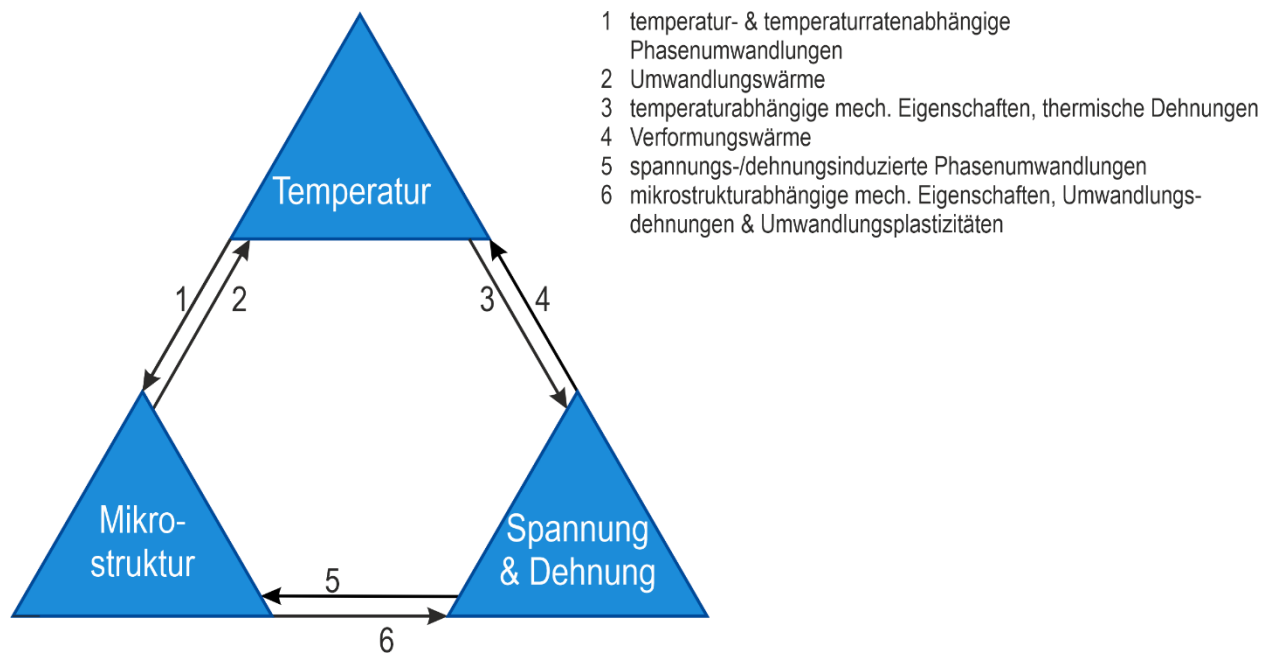 1 temperatur- & temperaturratenabhängige
Phasenumwandlungen
2 Umwandlungswärme
3 temperaturabhängige mech. Eigenschaften, thermische Dehnungen
4 Verformungswärme
5 spannungs-/dehnungsinduzierte Phasenumwandlungen
6 mikrostrukturabhängige mech. Eigenschaften, Umwandlungs-
dehnungen & Umwandlungsplastizitäten
Temperatur
1
2
3
4
Mikro-
struktur
Spannung
& Dehnung
5
6